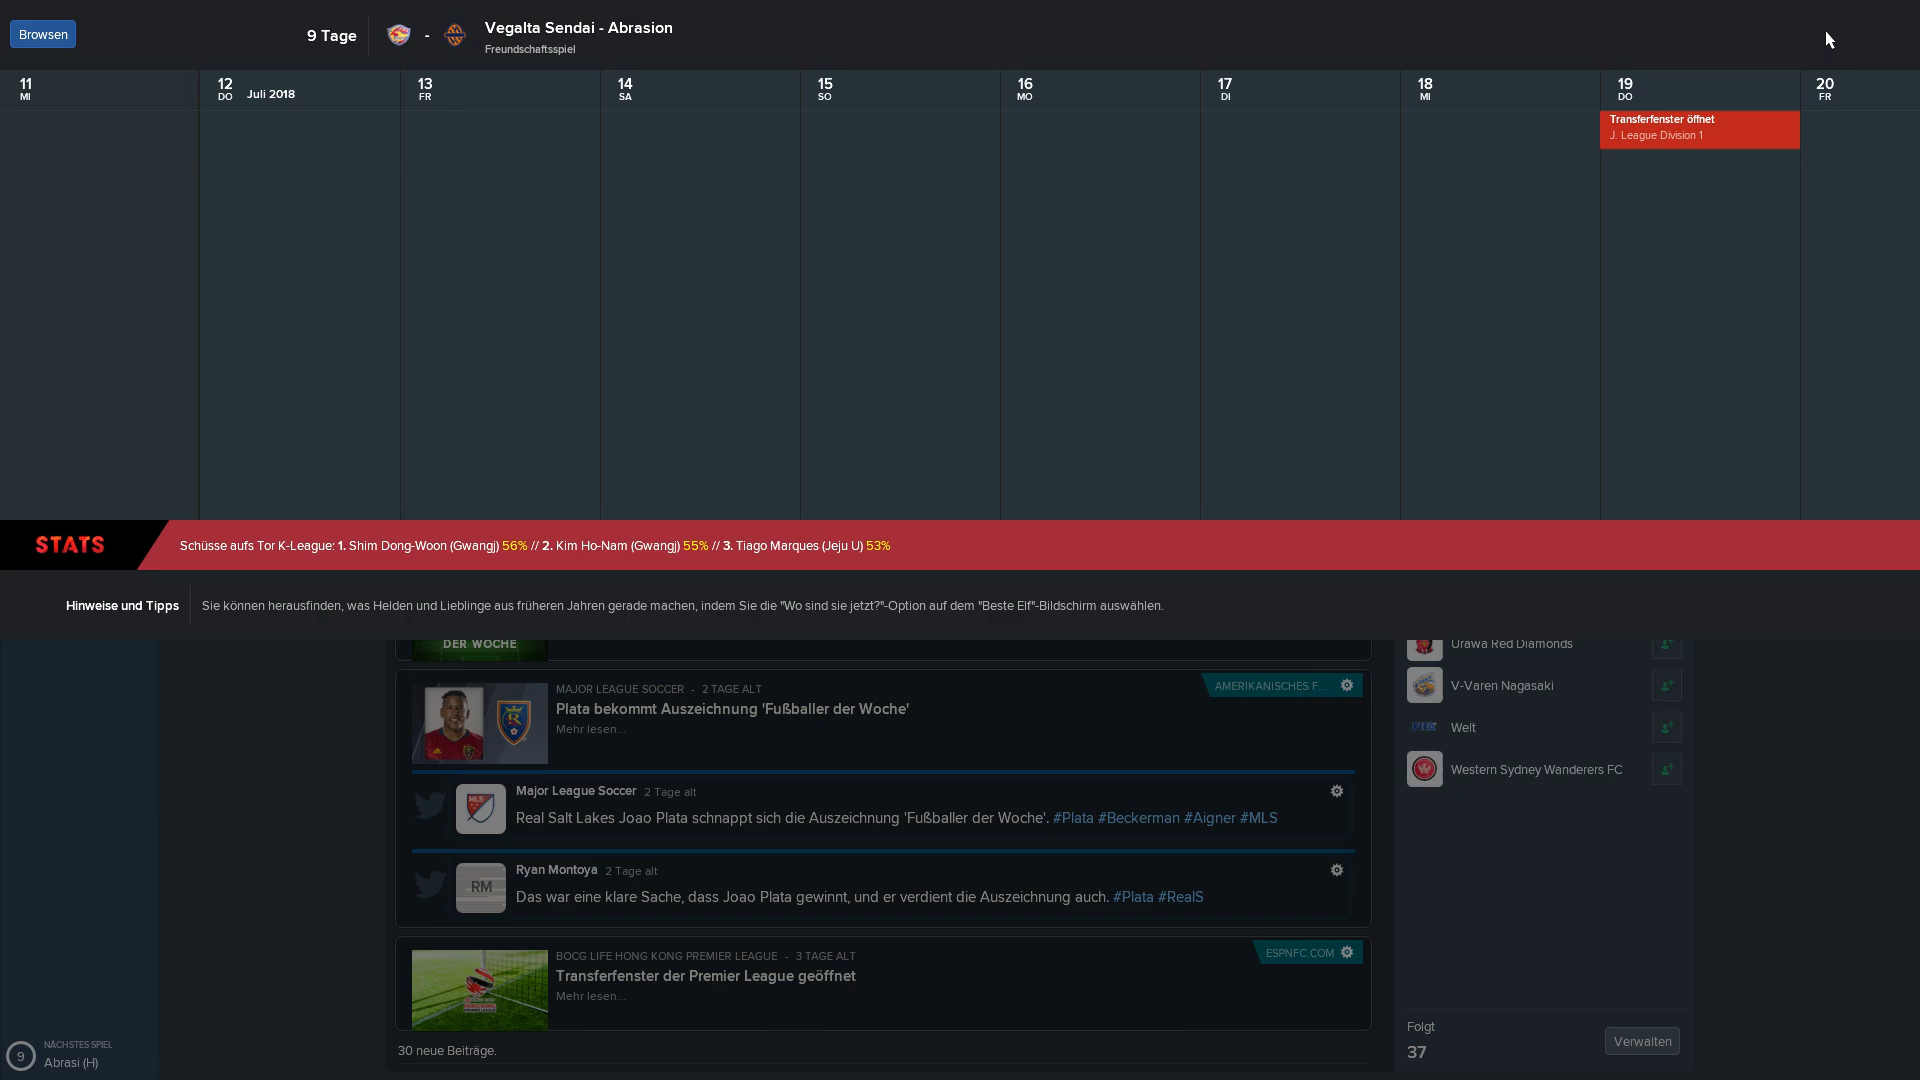 Browsen
9 Tage
-
Vegalta Sendai - Abrasion
Freundschaftsspiel
11
MI
12
DO
Juli 2018
13
FR
14
SA
15
SO
16
MO
17
DI
18
MI
19
DO
20
FR
Transferfenster öffnet
J. League Division 1
STATS
Schüsse aufs Tor K-League: 1. Shim Dong-Woon (Gwangj) 56% // 2. Kim Ho-Nam (Gwangj) 55% // 3. Tiago Marques (Jeju U) 53%
Hinweise und Tipps
Sie können herausfinden, was Helden und Lieblinge aus früheren Jahren gerade machen, indem Sie die "Wo sind sie jetzt?"-Option auf dem "Beste Elf"-Bildschirm auswählen.
DER WOCHE
MAJOR LEAGUE SOCCER - 2 TAGE ALT
AMERIKANISCHES F...
Plata bekommt Auszeichnung 'Fußballer der Woche'
Mehr lesen...
MLS
Major League Soccer 2 Tage alt
Real Salt Lakes Joao Plata schnappt sich die Auszeichnung 'Fußballer der Woche'. #Plata #Beckerman #Aigner #MLS
RM
Ryan Montoya 2 Tage alt
Das war eine klare Sache, dass Joao Plata gewinnt, und er verdient die Auszeichnung auch. #Plata #RealS
BOCG LIFE HONG KONG PREMIER LEAGUE - 3 TAGE ALT
ESPNFC.COM
Transferfenster der Premier League geöffnet
Mehr lesen...
30 neue Beiträge.
Urawa Red Diamonds
V-Varen Nagasaki
Welt
Western Sydney Wanderers FC
Folgt
37
Verwalten
9
NÄCHSTES SPIEL
Abrasi (H)